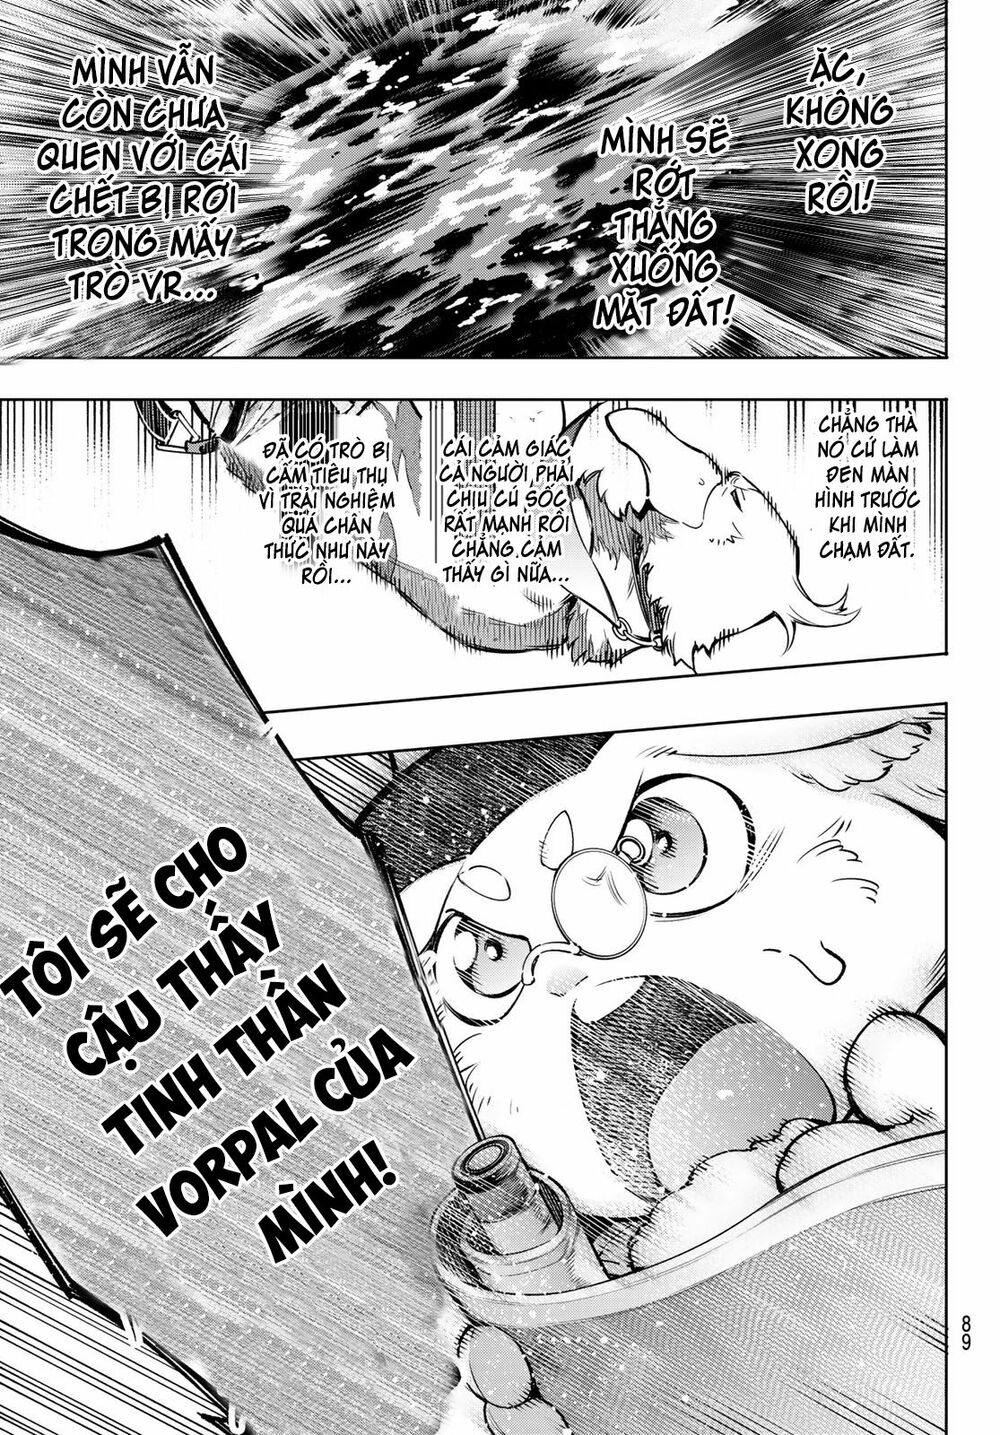 ẶC,
KHÔNG
XONG
RỒI!
MÌNH SẼ
RỚT
THẲNG
XUỐNG
MẶT ĐẤT!
MÌNH VẪN
CÒN CHƯA
QUEN VỚI CÁI
CHẾT BỊ RƠI
TRONG MẤY
TRÒ VR...
CHẲNG THÀ
NÓ CỨ LÀM
ĐEN MÀN
HÌNH TRƯỚC
KHI MÌNH
CHẠM ĐẤT.
CÁI CẢM GIÁC
CẢ NGƯỜI PHẢI
CHỊU CÚ SỐC
RẤT MẠNH RỒI
CHẲNG CẢM
THẤY GÌ NỮA...
ĐÃ CÓ TRÒ BỊ
CẤM TIÊU THỤ
VÌ TRẢI NGHIỆM
QUÁ CHÂN
THỰC NHƯ NÀY
RỒI...
TÔI SẼ CHO
CẬU THẤY
TINH THẦN
VORPAL CỦA
MÌNH!
89